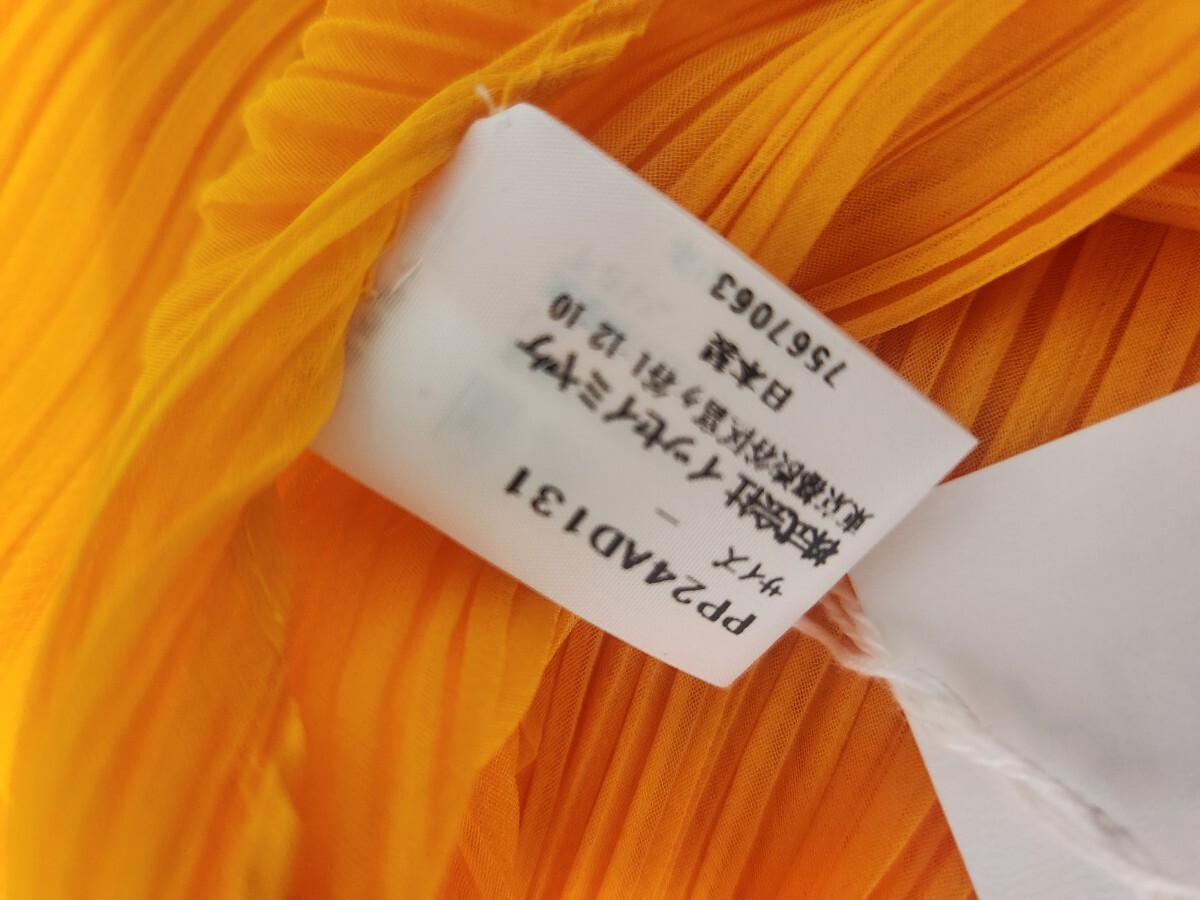 PP24AD131
サイズ —
株式会社 イッセイミヤケ
東京都渋谷区富ヶ谷1-12-10
日本製
7567063